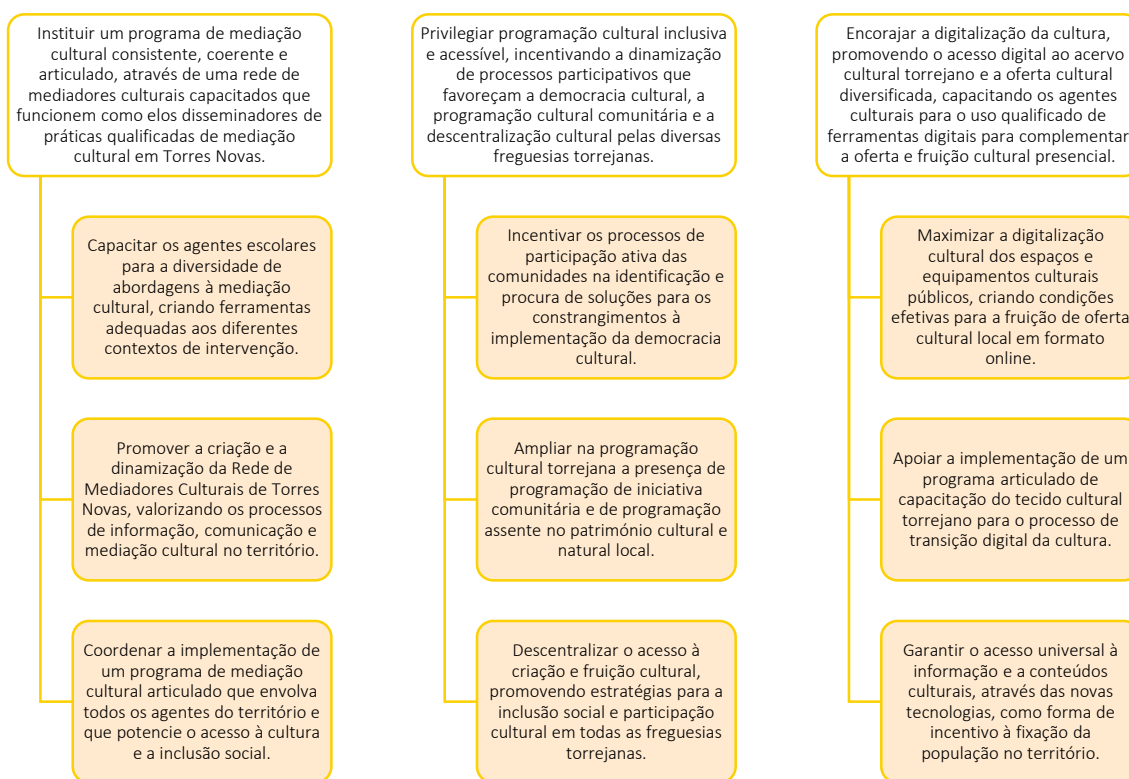 Instituir um programa de mediação
cultural consistente, coerente e
articulado, através de uma rede de
mediadores culturais capacitados que
funcionem como elos disseminadores de
práticas qualificadas de mediação
cultural em Torres Novas.
Capacitar os agentes escolares
para a diversidade de
abordagens à mediação
cultural, criando ferramentas
adequadas aos diferentes
contextos de intervenção.
Promover a criação e a
dinamização da Rede de
Mediadores Culturais de Torres
Novas, valorizando os processos
de informação, comunicação e
mediação cultural no território.
Coordenar a implementação de
um programa de mediação
cultural articulado que envolva
todos os agentes do território e
que potencie o acesso à cultura
e a inclusão social.
Privilegiar programação cultural inclusiva
e acessível, incentivando a dinamização
de processos participativos que
favoreçam a democracia cultural, a
programação cultural comunitária e a
descentralização cultural pelas diversas
freguesias torrejanas.
Incentivar os processos de
participação ativa das
comunidades na identificação e
procura de soluções para os
constrangimentos à
implementação da democracia
cultural.
Ampliar na programação
cultural torrejana a presença de
programação de iniciativa
comunitária e de programação
assente no património cultural e
natural local.
Descentralizar o acesso à
criação e fruição cultural,
promovendo estratégias para a
inclusão social e participação
cultural em todas as freguesias
torrejanas.
Encorajar a digitalização da cultura,
promovendo o acesso digital ao acervo
cultural torrejano e a oferta cultural
diversificada, capacitando os agentes
culturais para o uso qualificado de
ferramentas digitais para complementar
a oferta e fruição cultural presencial.
Maximizar a digitalização
cultural dos espaços e
equipamentos culturais
públicos, criando condições
efetivas para a fruição de oferta
cultural local em formato
online.
Apoiar a implementação de um
programa articulado de
capacitação do tecido cultural
torrejano para o processo de
transição digital da cultura.
Garantir o acesso universal à
informação e a conteúdos
culturais, através das novas
tecnologias, como forma de
incentivo à fixação da
população no território.